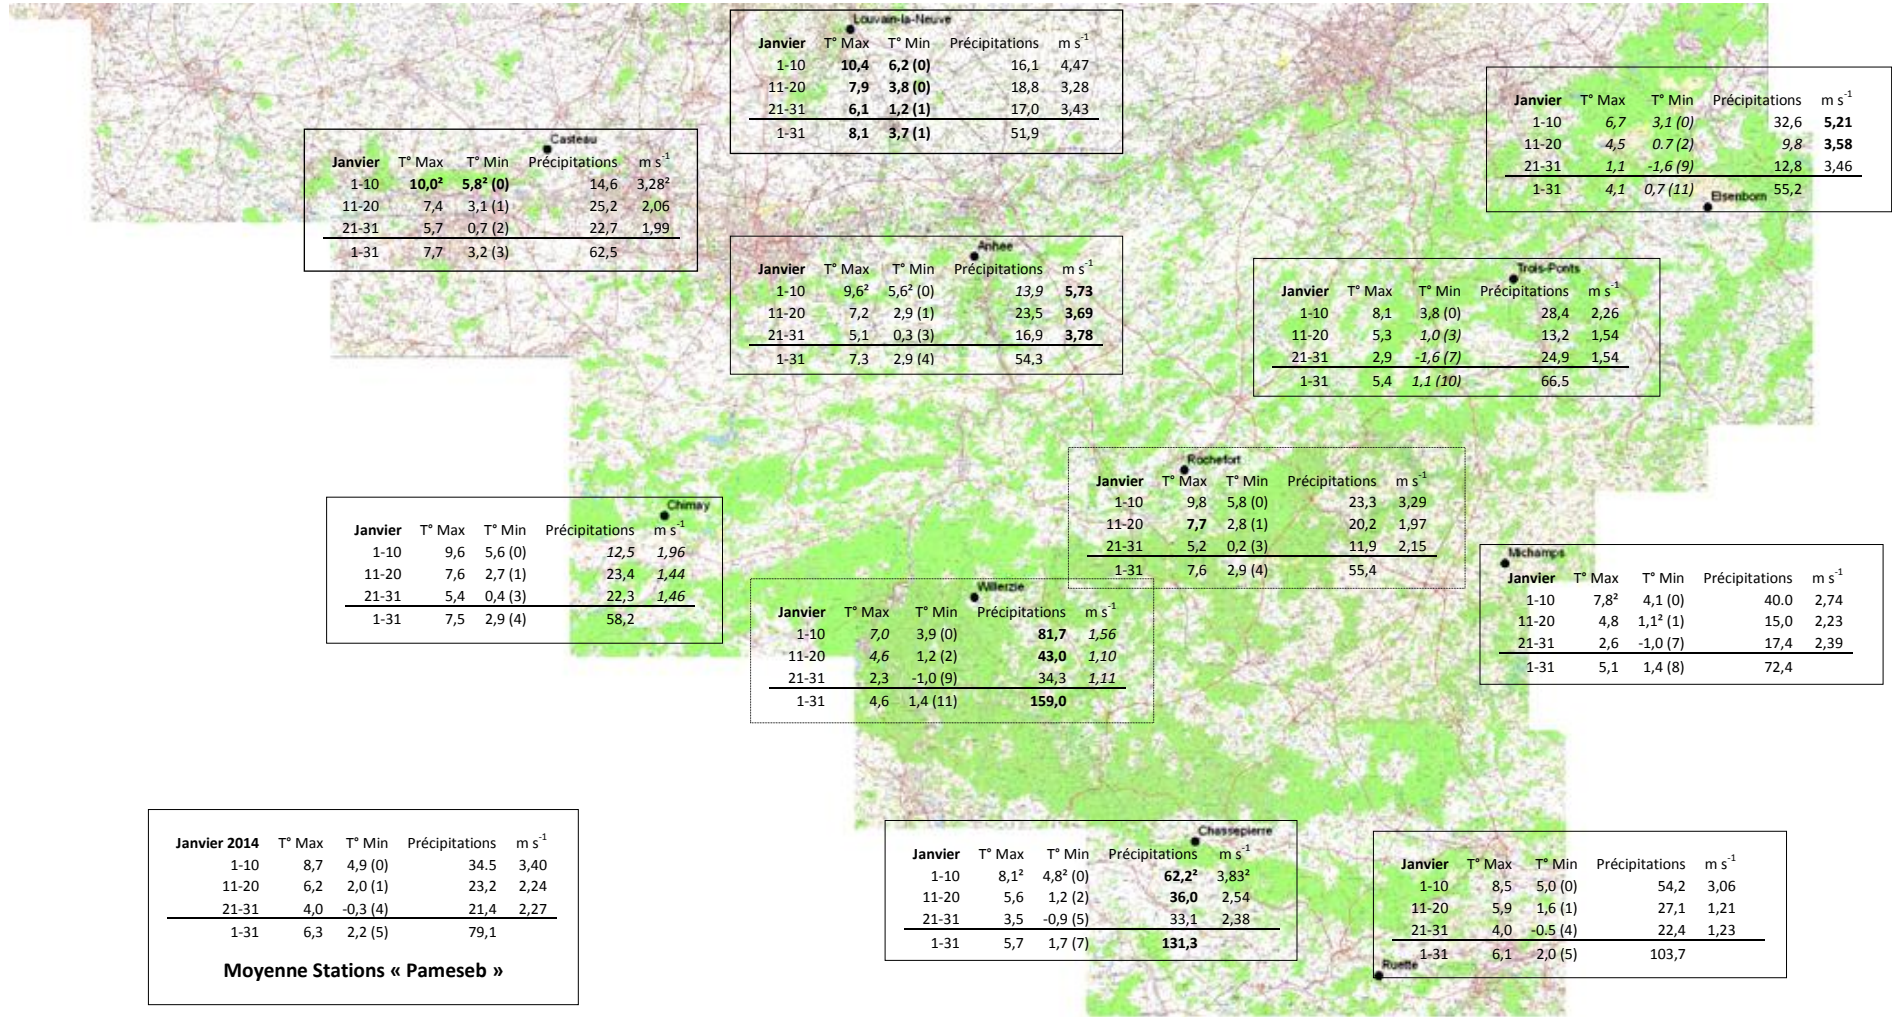 Louvain-la-Neuve
Janvier T° Max T° Min Précipitations m s⁻¹
1-10 10,4 6,2 (0) 16,1 4,47
11-20 7,9 3,8 (0) 18,8 3,28
21-31 6,1 1,2 (1) 17,0 3,43
1-31 8,1 3,7 (1) 51,9
Janvier T° Max T° Min Précipitations m s⁻¹
1-10 6,7 3,1 (0) 32,6 5,21
11-20 4,5 0.7 (2) 9,8 3,58
21-31 1,1 -1,6 (9) 12,8 3,46
1-31 4,1 0,7 (11) 55,2
Elsenborn
Casteau
Janvier T° Max T° Min Précipitations m s⁻¹
1-10 10,0² 5,8² (0) 14,6 3,28²
11-20 7,4 3,1 (1) 25,2 2,06
21-31 5,7 0,7 (2) 22,7 1,99
1-31 7,7 3,2 (3) 62,5
Anhee
Janvier T° Max T° Min Précipitations m s⁻¹
1-10 9,6² 5,6² (0) 13,9 5,73
11-20 7,2 2,9 (1) 23,5 3,69
21-31 5,1 0,3 (3) 16,9 3,78
1-31 7,3 2,9 (4) 54,3
Trois-Ponts
Janvier T° Max T° Min Précipitations m s⁻¹
1-10 8,1 3,8 (0) 28,4 2,26
11-20 5,3 1,0 (3) 13,2 1,54
21-31 2,9 -1,6 (7) 24,9 1,54
1-31 5,4 1,1 (10) 66,5
Rochefort
Janvier T° Max T° Min Précipitations m s⁻¹
1-10 9,8 5,8 (0) 23,3 3,29
11-20 7,7 2,8 (1) 20,2 1,97
21-31 5,2 0,2 (3) 11,9 2,15
1-31 7,6 2,9 (4) 55,4
Chimay
Janvier T° Max T° Min Précipitations m s⁻¹
1-10 9,6 5,6 (0) 12,5 1,96
11-20 7,6 2,7 (1) 23,4 1,44
21-31 5,4 0,4 (3) 22,3 1,46
1-31 7,5 2,9 (4) 58,2
Michamps
Janvier T° Max T° Min Précipitations m s⁻¹
1-10 7,8² 4,1 (0) 40.0 2,74
11-20 4,8 1,1² (1) 15,0 2,23
21-31 2,6 -1,0 (7) 17,4 2,39
1-31 5,1 1,4 (8) 72,4
Willerzie
Janvier T° Max T° Min Précipitations m s⁻¹
1-10 7,0 3,9 (0) 81,7 1,56
11-20 4,6 1,2 (2) 43,0 1,10
21-31 2,3 -1,0 (9) 34,3 1,11
1-31 4,6 1,4 (11) 159,0
Janvier 2014 T° Max T° Min Précipitations m s⁻¹
1-10 8,7 4,9 (0) 34.5 3,40
11-20 6,2 2,0 (1) 23,2 2,24
21-31 4,0 -0,3 (4) 21,4 2,27
1-31 6,3 2,2 (5) 79,1
Moyenne Stations « Pameseb »
Chassepierre
Janvier T° Max T° Min Précipitations m s⁻¹
1-10 8,1² 4,8² (0) 62,2² 3,83²
11-20 5,6 1,2 (2) 36,0 2,54
21-31 3,5 -0,9 (5) 33,1 2,38
1-31 5,7 1,7 (7) 131,3
Janvier T° Max T° Min Précipitations m s⁻¹
1-10 8,5 5,0 (0) 54,2 3,06
11-20 5,9 1,6 (1) 27,1 1,21
21-31 4,0 -0.5 (4) 22,4 1,23
1-31 6,1 2,0 (5) 103,7
Ruette